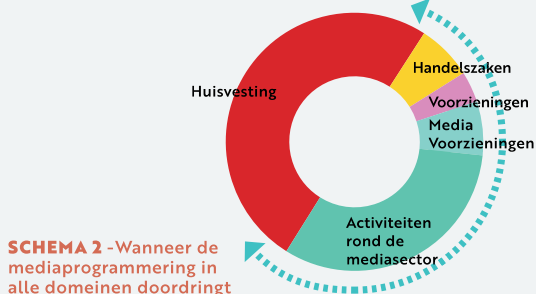 Handelszaken
Huisvesting
Voorzieningen
Media
Voorzieningen
Activiteiten
rond de
mediasector
SCHEMA 2 - Wanneer de
mediaprogrammering in
alle domeinen doordringt